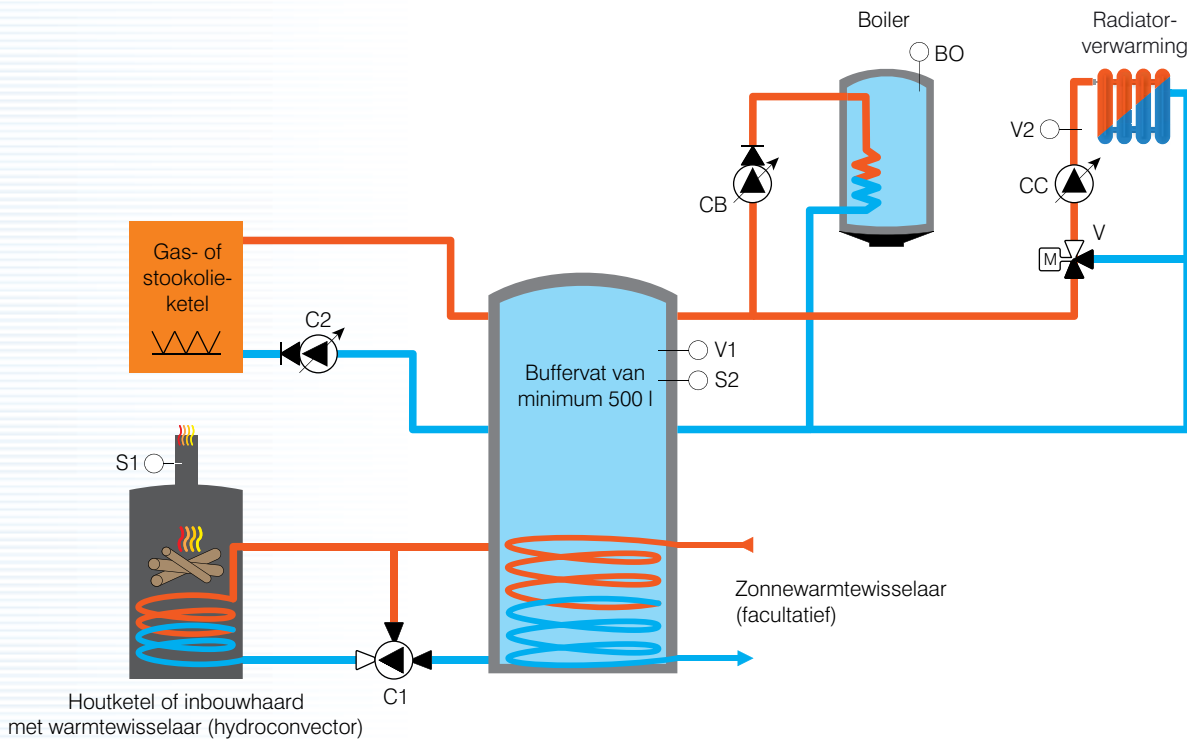 Boiler
BO
Radiator-
verwarming
V2
CC
CB
V
M
Gas- of
stookolie-
ketel
C2
V1
S2
Buffervat van
minimum 500 l
S1
Zonnewarmtewisselaar
(facultatief)
C1
Houtketel of inbouwhaard
met warmtewisselaar (hydroconvector)